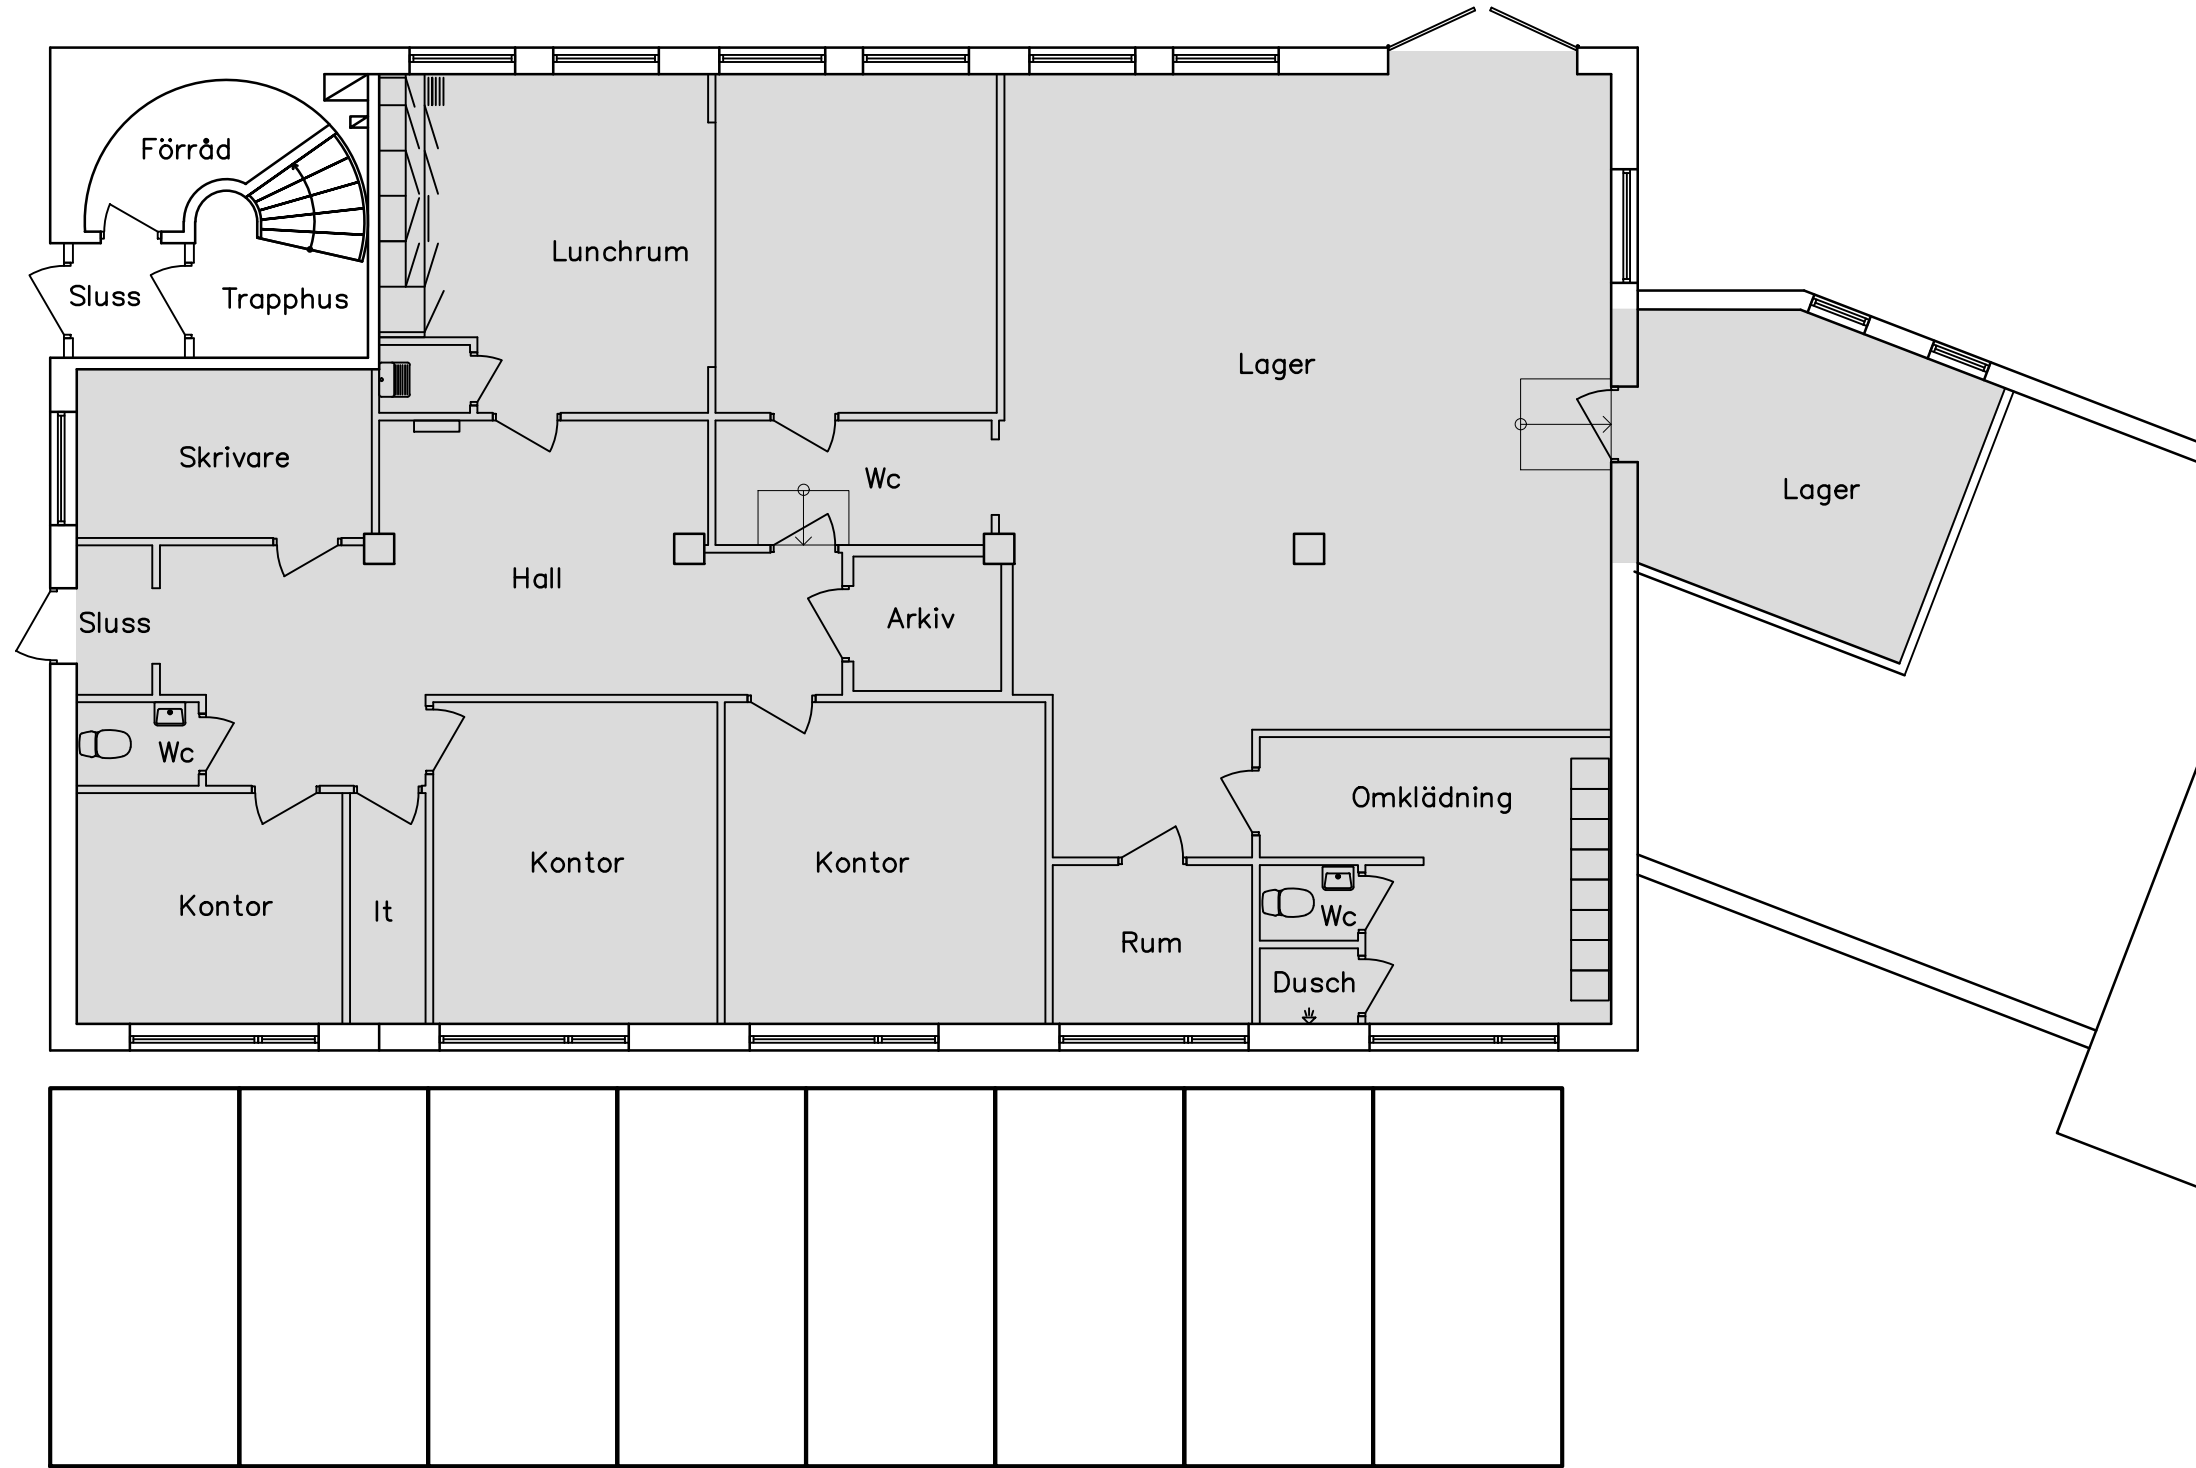 Förråd
Lunchrum
Sluss
Trapphus
Lager
Skrivare
Wc
Lager
Hall
Sluss
Arkiv
Wc
Omklädning
Kontor
Kontor
Kontor
It
Wc
Rum
Dusch